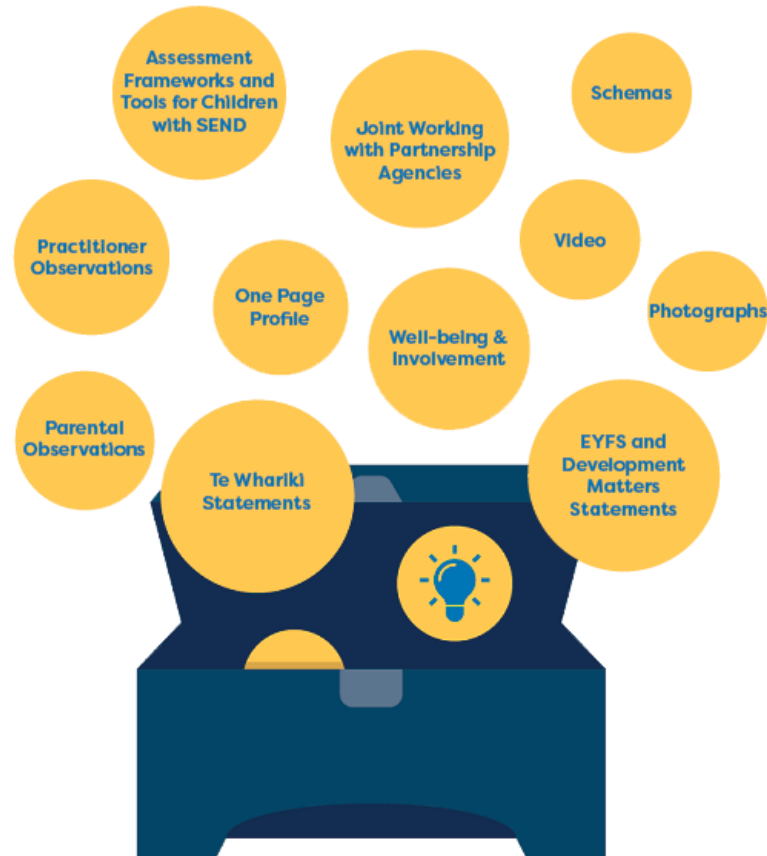 Assessment
Frameworks and
Tools for Children
with SEND
Joint Working
with Partnership
Agencies
Schemas
Practitioner
Observations
One Page
Profile
Video
Well-being &
Involvement
Photographs
Parental
Observations
Te Whariki
Statements
EYFS and
Development
Matters
Statements